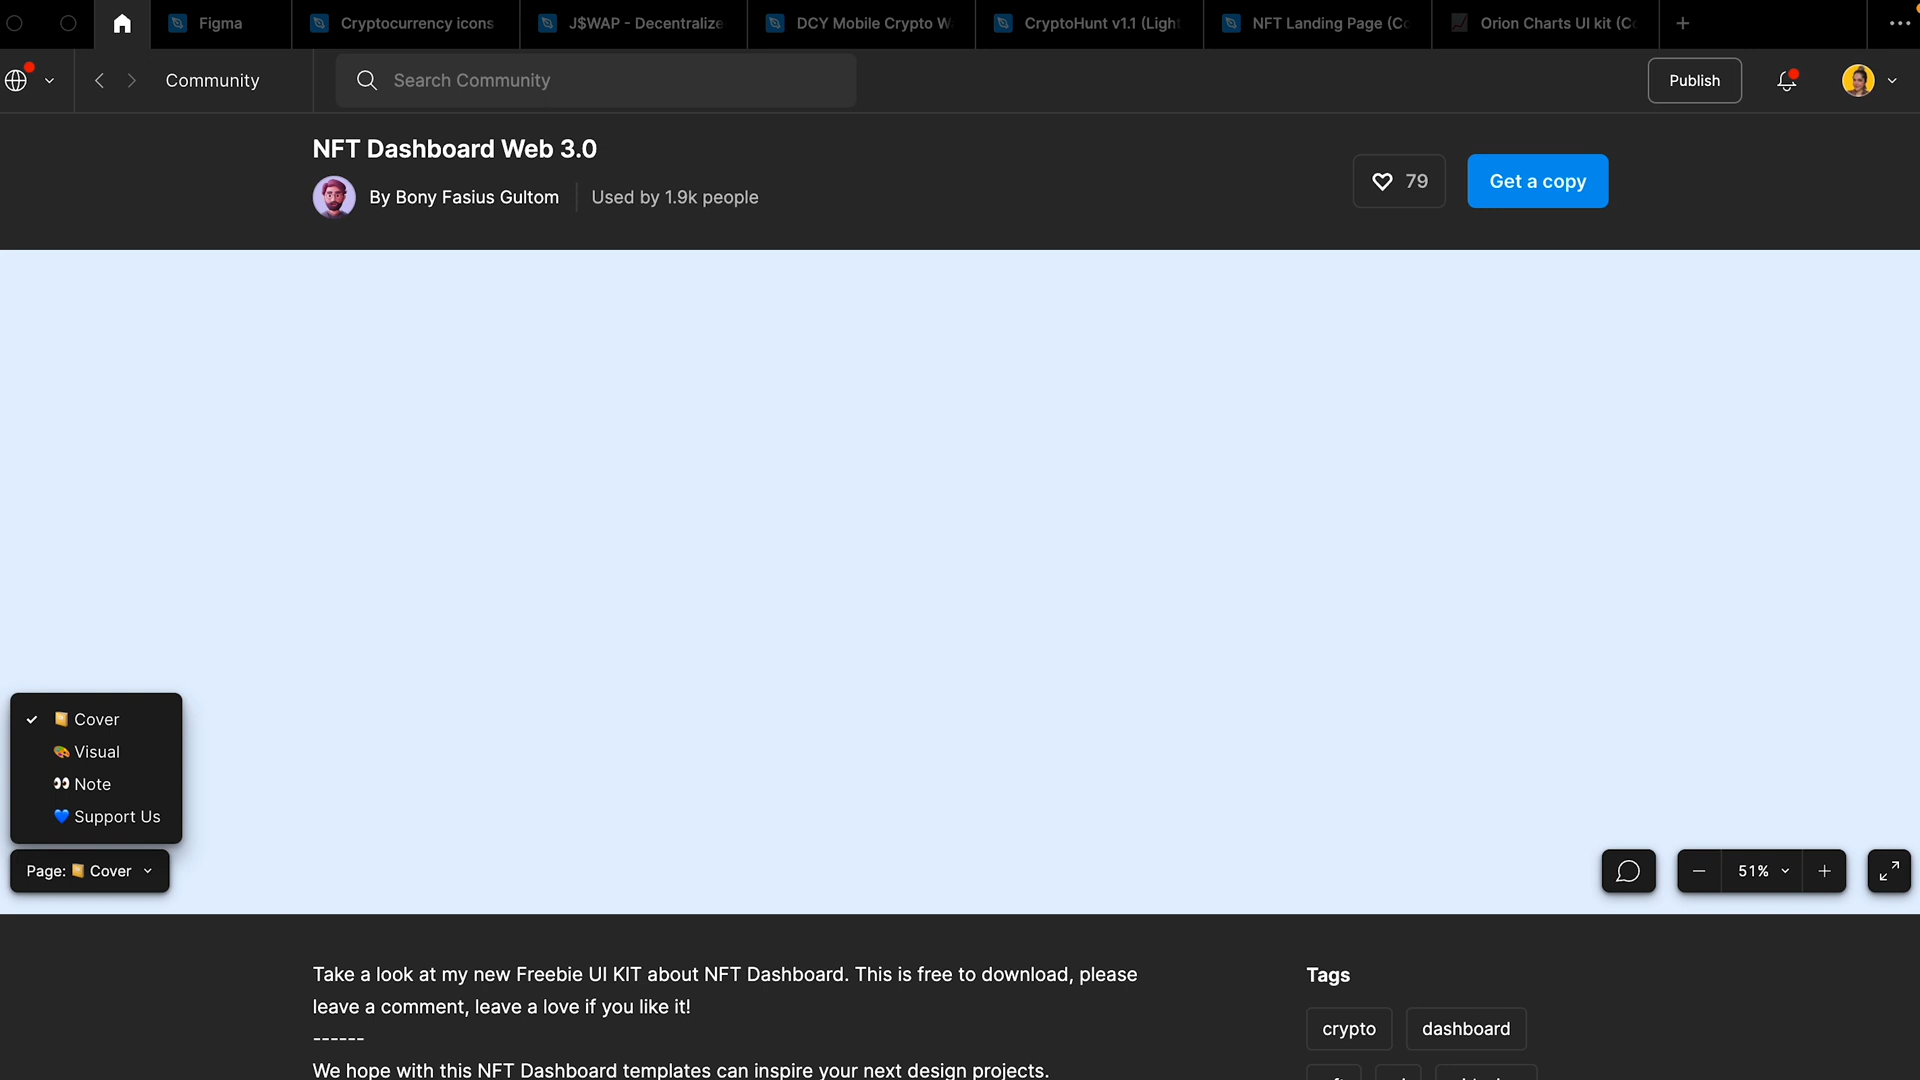 Figma
Cryptocurrency icons
J$WAP - Decentralize
DCY Mobile Crypto W
CryptoHunt v1.1 (Light
NFT Landing Page (Co
Orion Charts UI kit (Co
Community
Search Community
Publish
NFT Dashboard Web 3.0
By Bony Fasius Gultom
Used by 1.9k people
79
Get a copy
Cover
Visual
Note
Support Us
Page: Cover
51%
Take a look at my new Freebie UI KIT about NFT Dashboard. This is free to download, please
leave a comment, leave a love if you like it!
------
We hope with this NFT Dashboard templates can inspire your next design projects.
Tags
crypto
dashboard